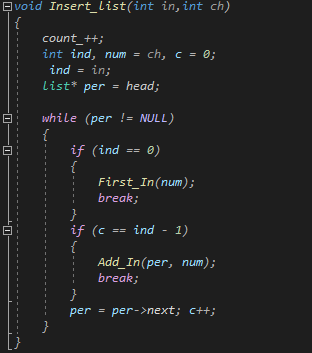 void Insert_list(int in,int ch)
{
count_++;
int ind, num = ch, c = 0;
ind = in;
list* per = head;
while (per != NULL)
{
if (ind == 0)
{
First_In(num);
break;
}
if (c == ind - 1)
{
Add_In(per, num);
break;
}
per = per->next; c++;
}
}